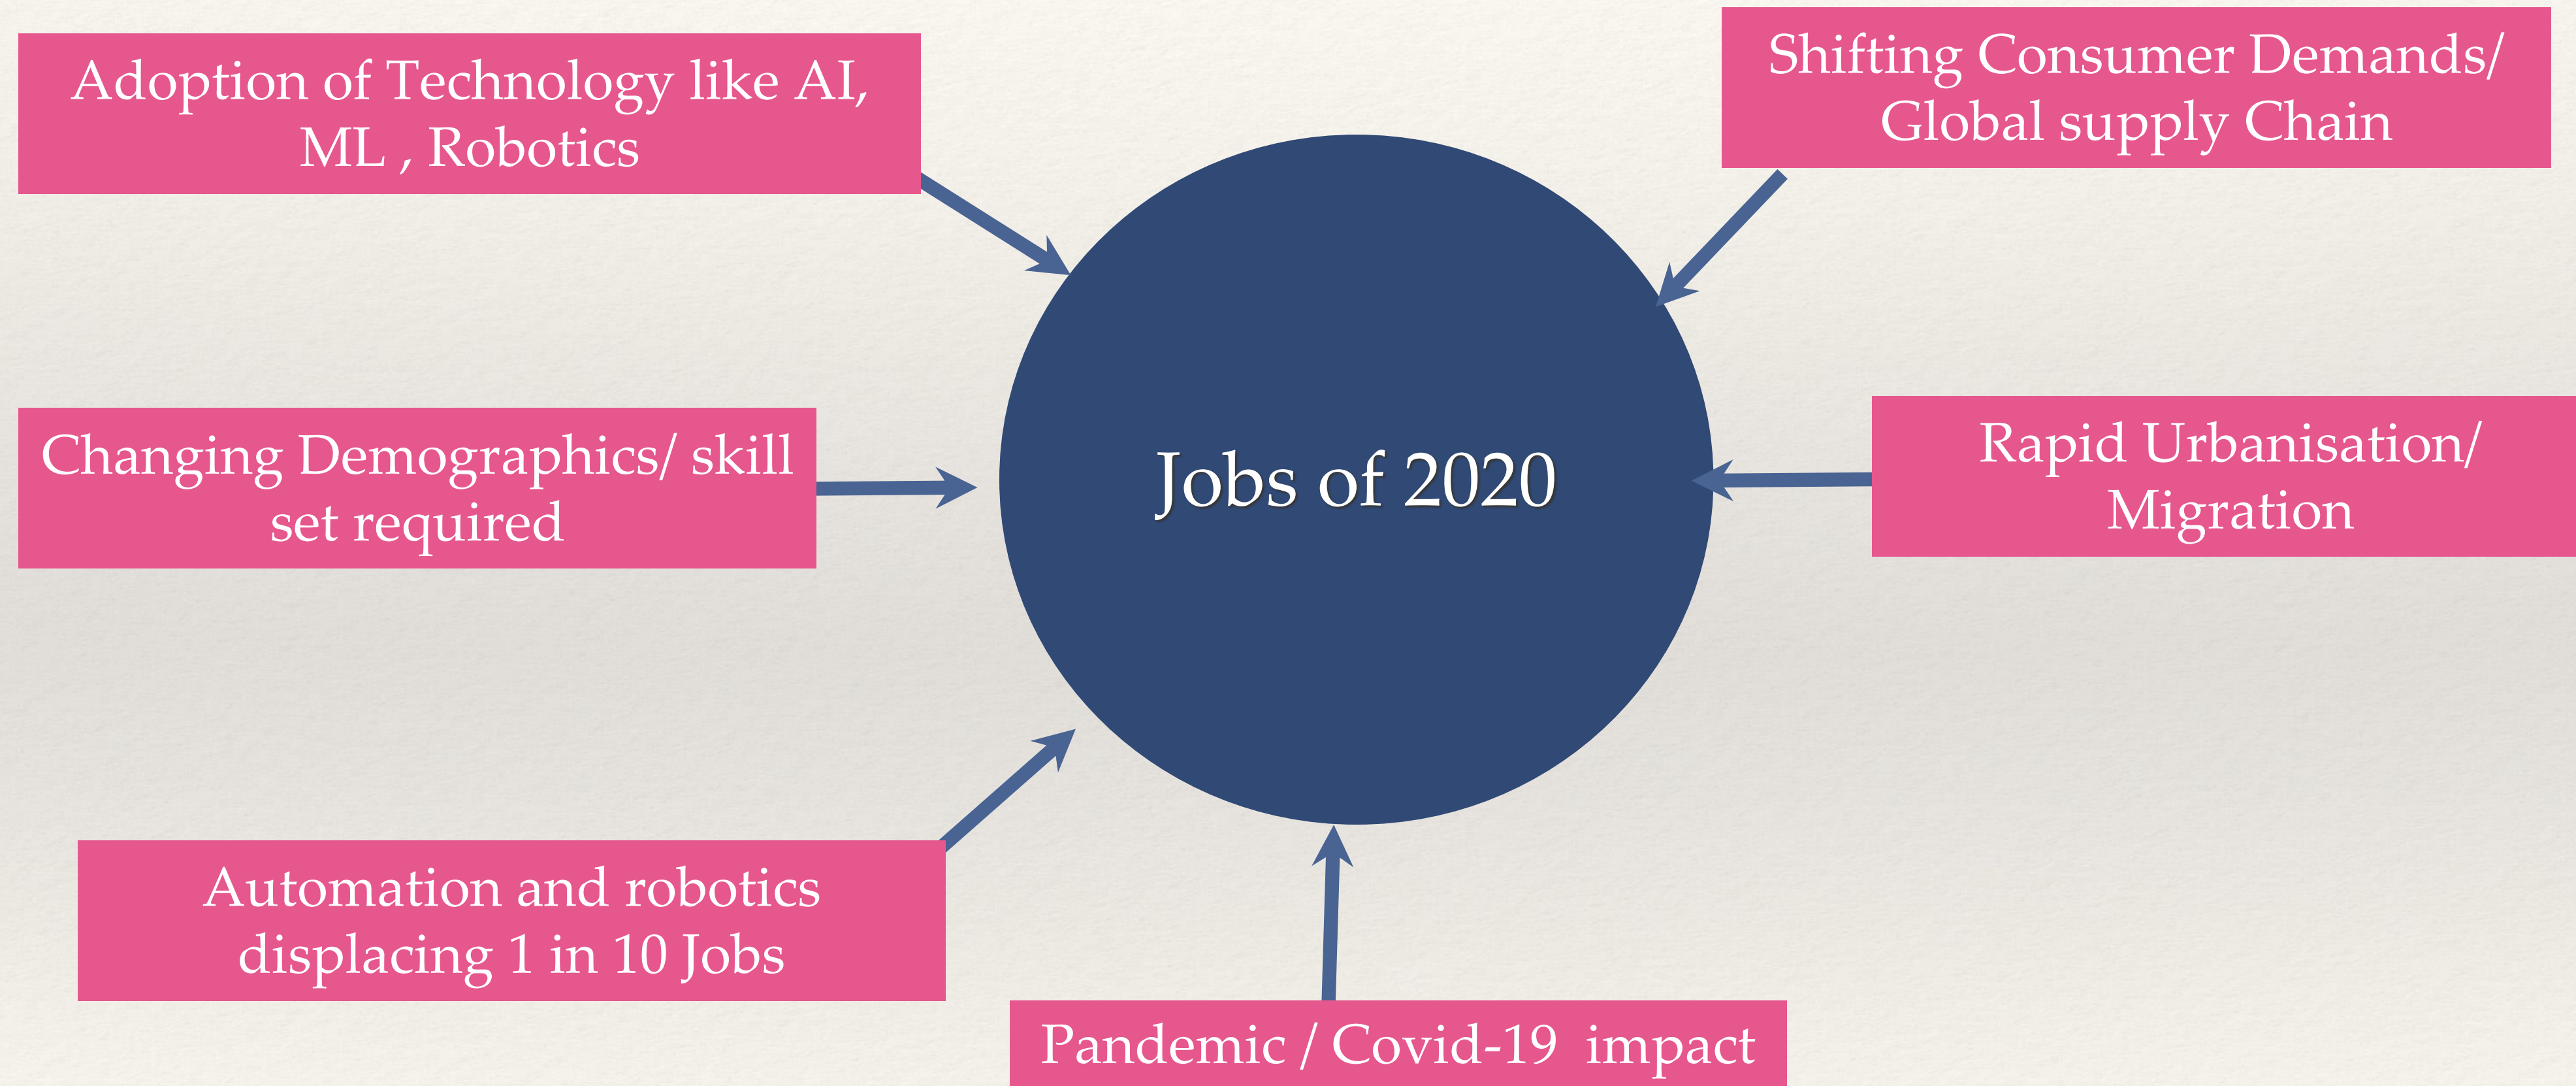 Adoption of Technology like AI,
ML , Robotics
Shifting Consumer Demands/
Global supply Chain
Changing Demographics/ skill
set required
Jobs of 2020
Rapid Urbanisation/
Migration
Automation and robotics
displacing 1 in 10 Jobs
Pandemic / Covid-19  impact